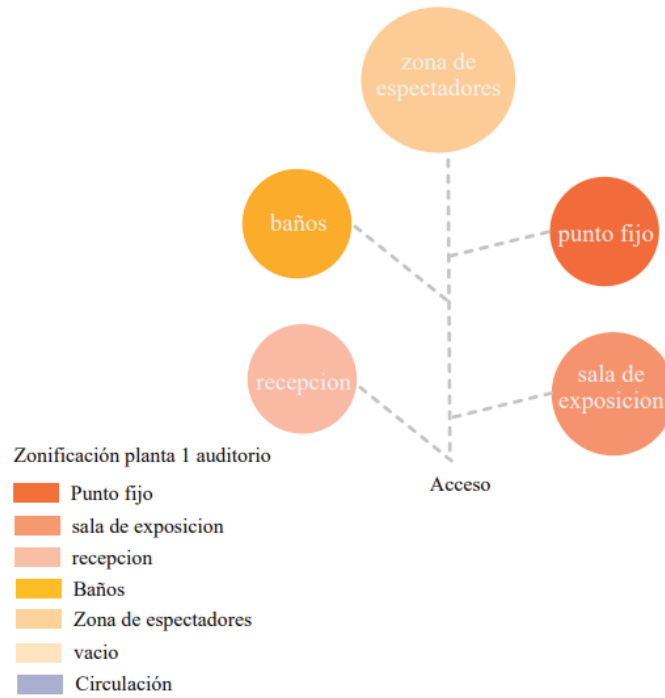 zona de
espectadores
baños
punto fijo
recepcion
sala de
exposicion
Acceso
Zonificación planta 1 auditorio
Punto fijo
sala de exposicion
recepcion
Baños
Zona de espectadores
vacio
Circulación